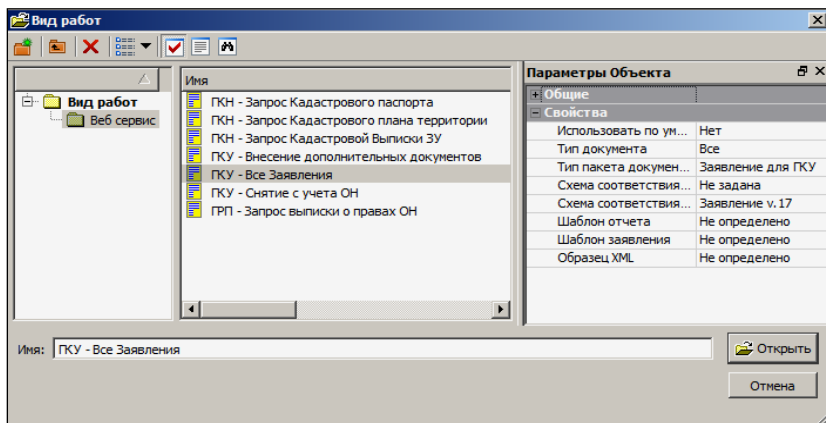 Вид работ
Имя
Вид работ
Веб сервис
ГКН - Запрос Кадастрового паспорта
ГКН - Запрос Кадастрового плана территории
ГКН - Запрос Кадастровой Выписки ЗУ
ГКУ - Внесение дополнительных документов
ГКУ - Все Заявления
ГКУ - Снятие с учета ОН
ГРП - Запрос выписки о правах ОН
Параметры Объекта
Общие
Свойства
Использовать по ум... Нет
Тип документа Все
Тип пакета докумен... Заявление для ГКУ
Схема соответствия... Не задана
Схема соответствия... Заявление v.17
Шаблон отчета Не определено
Шаблон заявления Не определено
Образец XML Не определено
Имя: ГКУ - Все Заявления
Открыть
Отмена